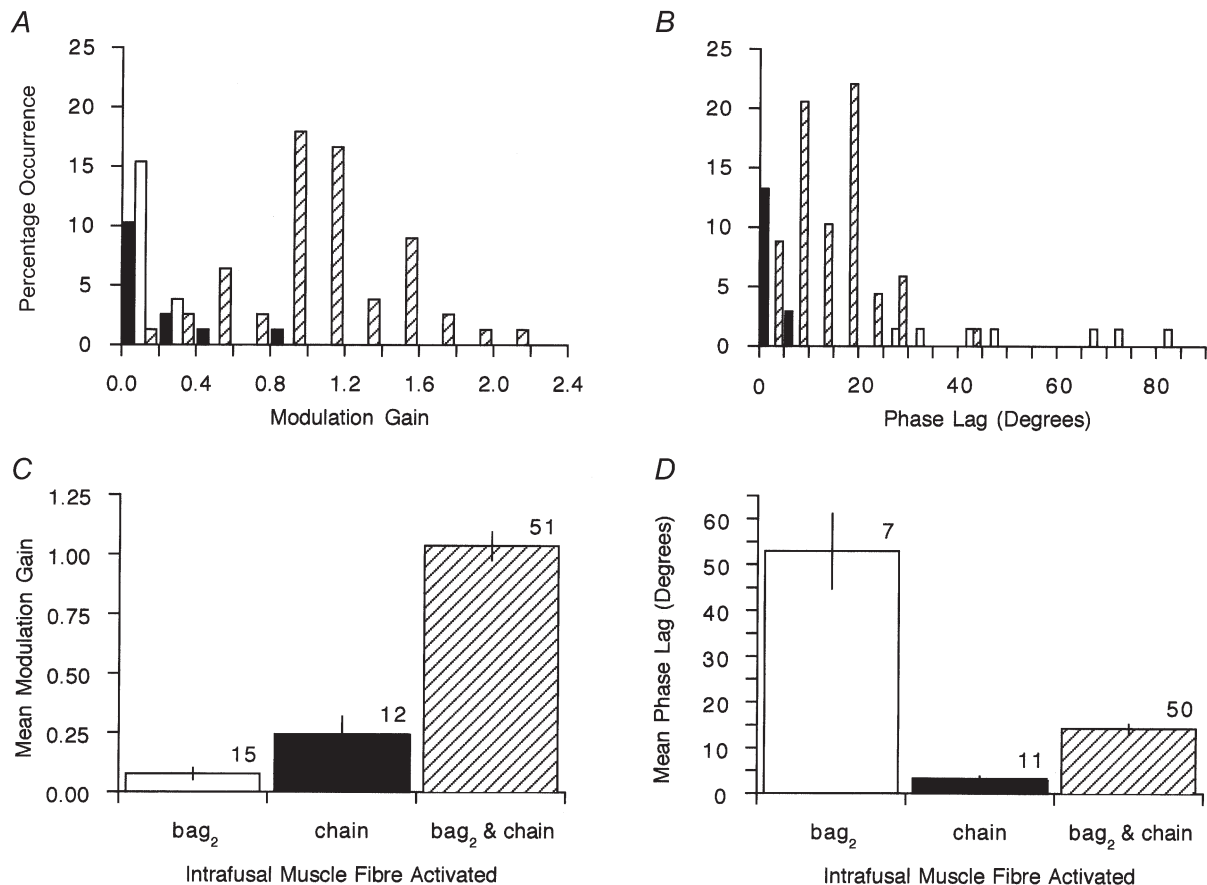 A
25
20
15
10
5
0
Percentage Occurrence
0.0 0.4 0.8 1.2 1.6 2.0 2.4
Modulation Gain
B
25
20
15
10
5
0
0 20 40 60 80
Phase Lag (Degrees)
C
1.25
1.00
0.75
0.50
0.25
0.00
Mean Modulation Gain
15
12
51
bag2 chain bag2 & chain
Intrafusal Muscle Fibre Activated
D
60
50
40
30
20
10
0
Mean Phase Lag (Degrees)
7
11
50
bag2 chain bag2 & chain
Intrafusal Muscle Fibre Activated